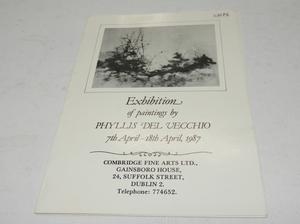 Exhibition
of paintings by
PHYLLIS DEL VECCHIO
7th April - 18th April, 1987
COMBRIDGE FINE ARTS LTD.,
GAINSBORO HOUSE,
24, SUFFOLK STREET,
DUBLIN 2.
Telephone: 774652.